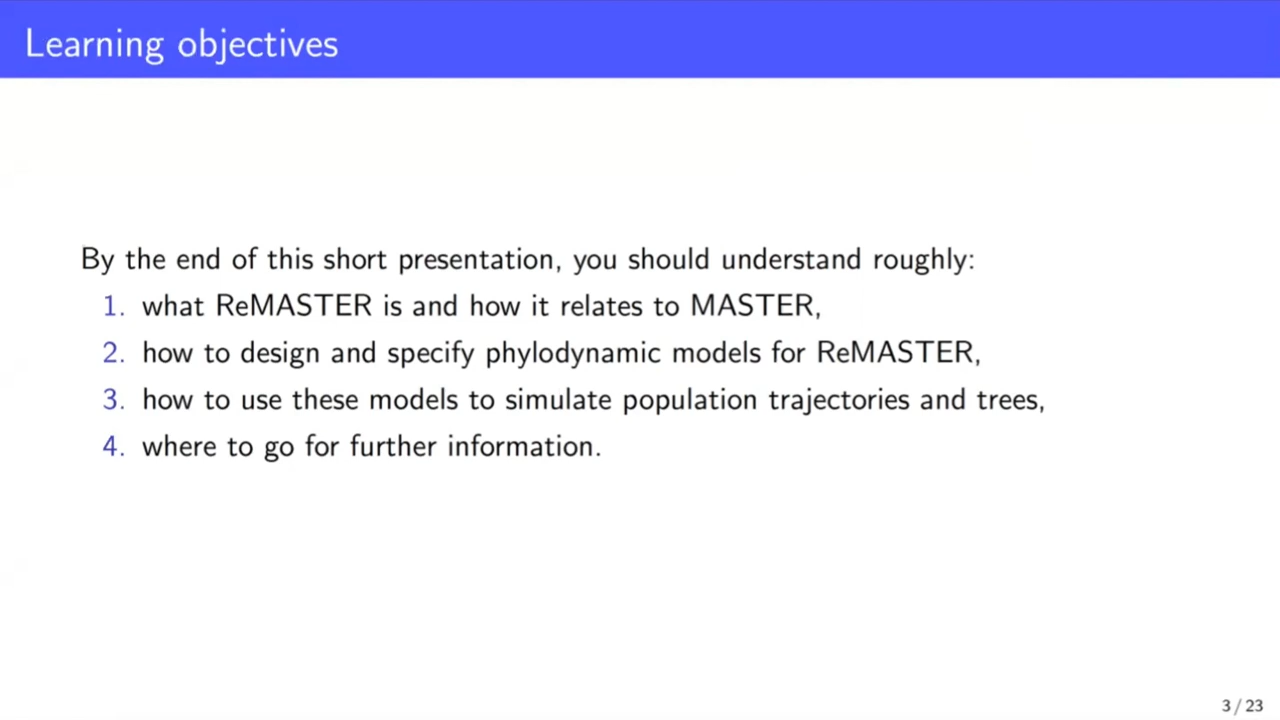 Learning objectives
By the end of this short presentation, you should understand roughly:
1. what ReMASTER is and how it relates to MASTER,
2. how to design and specify phylodynamic models for ReMASTER,
3. how to use these models to simulate population trajectories and trees,
4. where to go for further information.
3 / 23